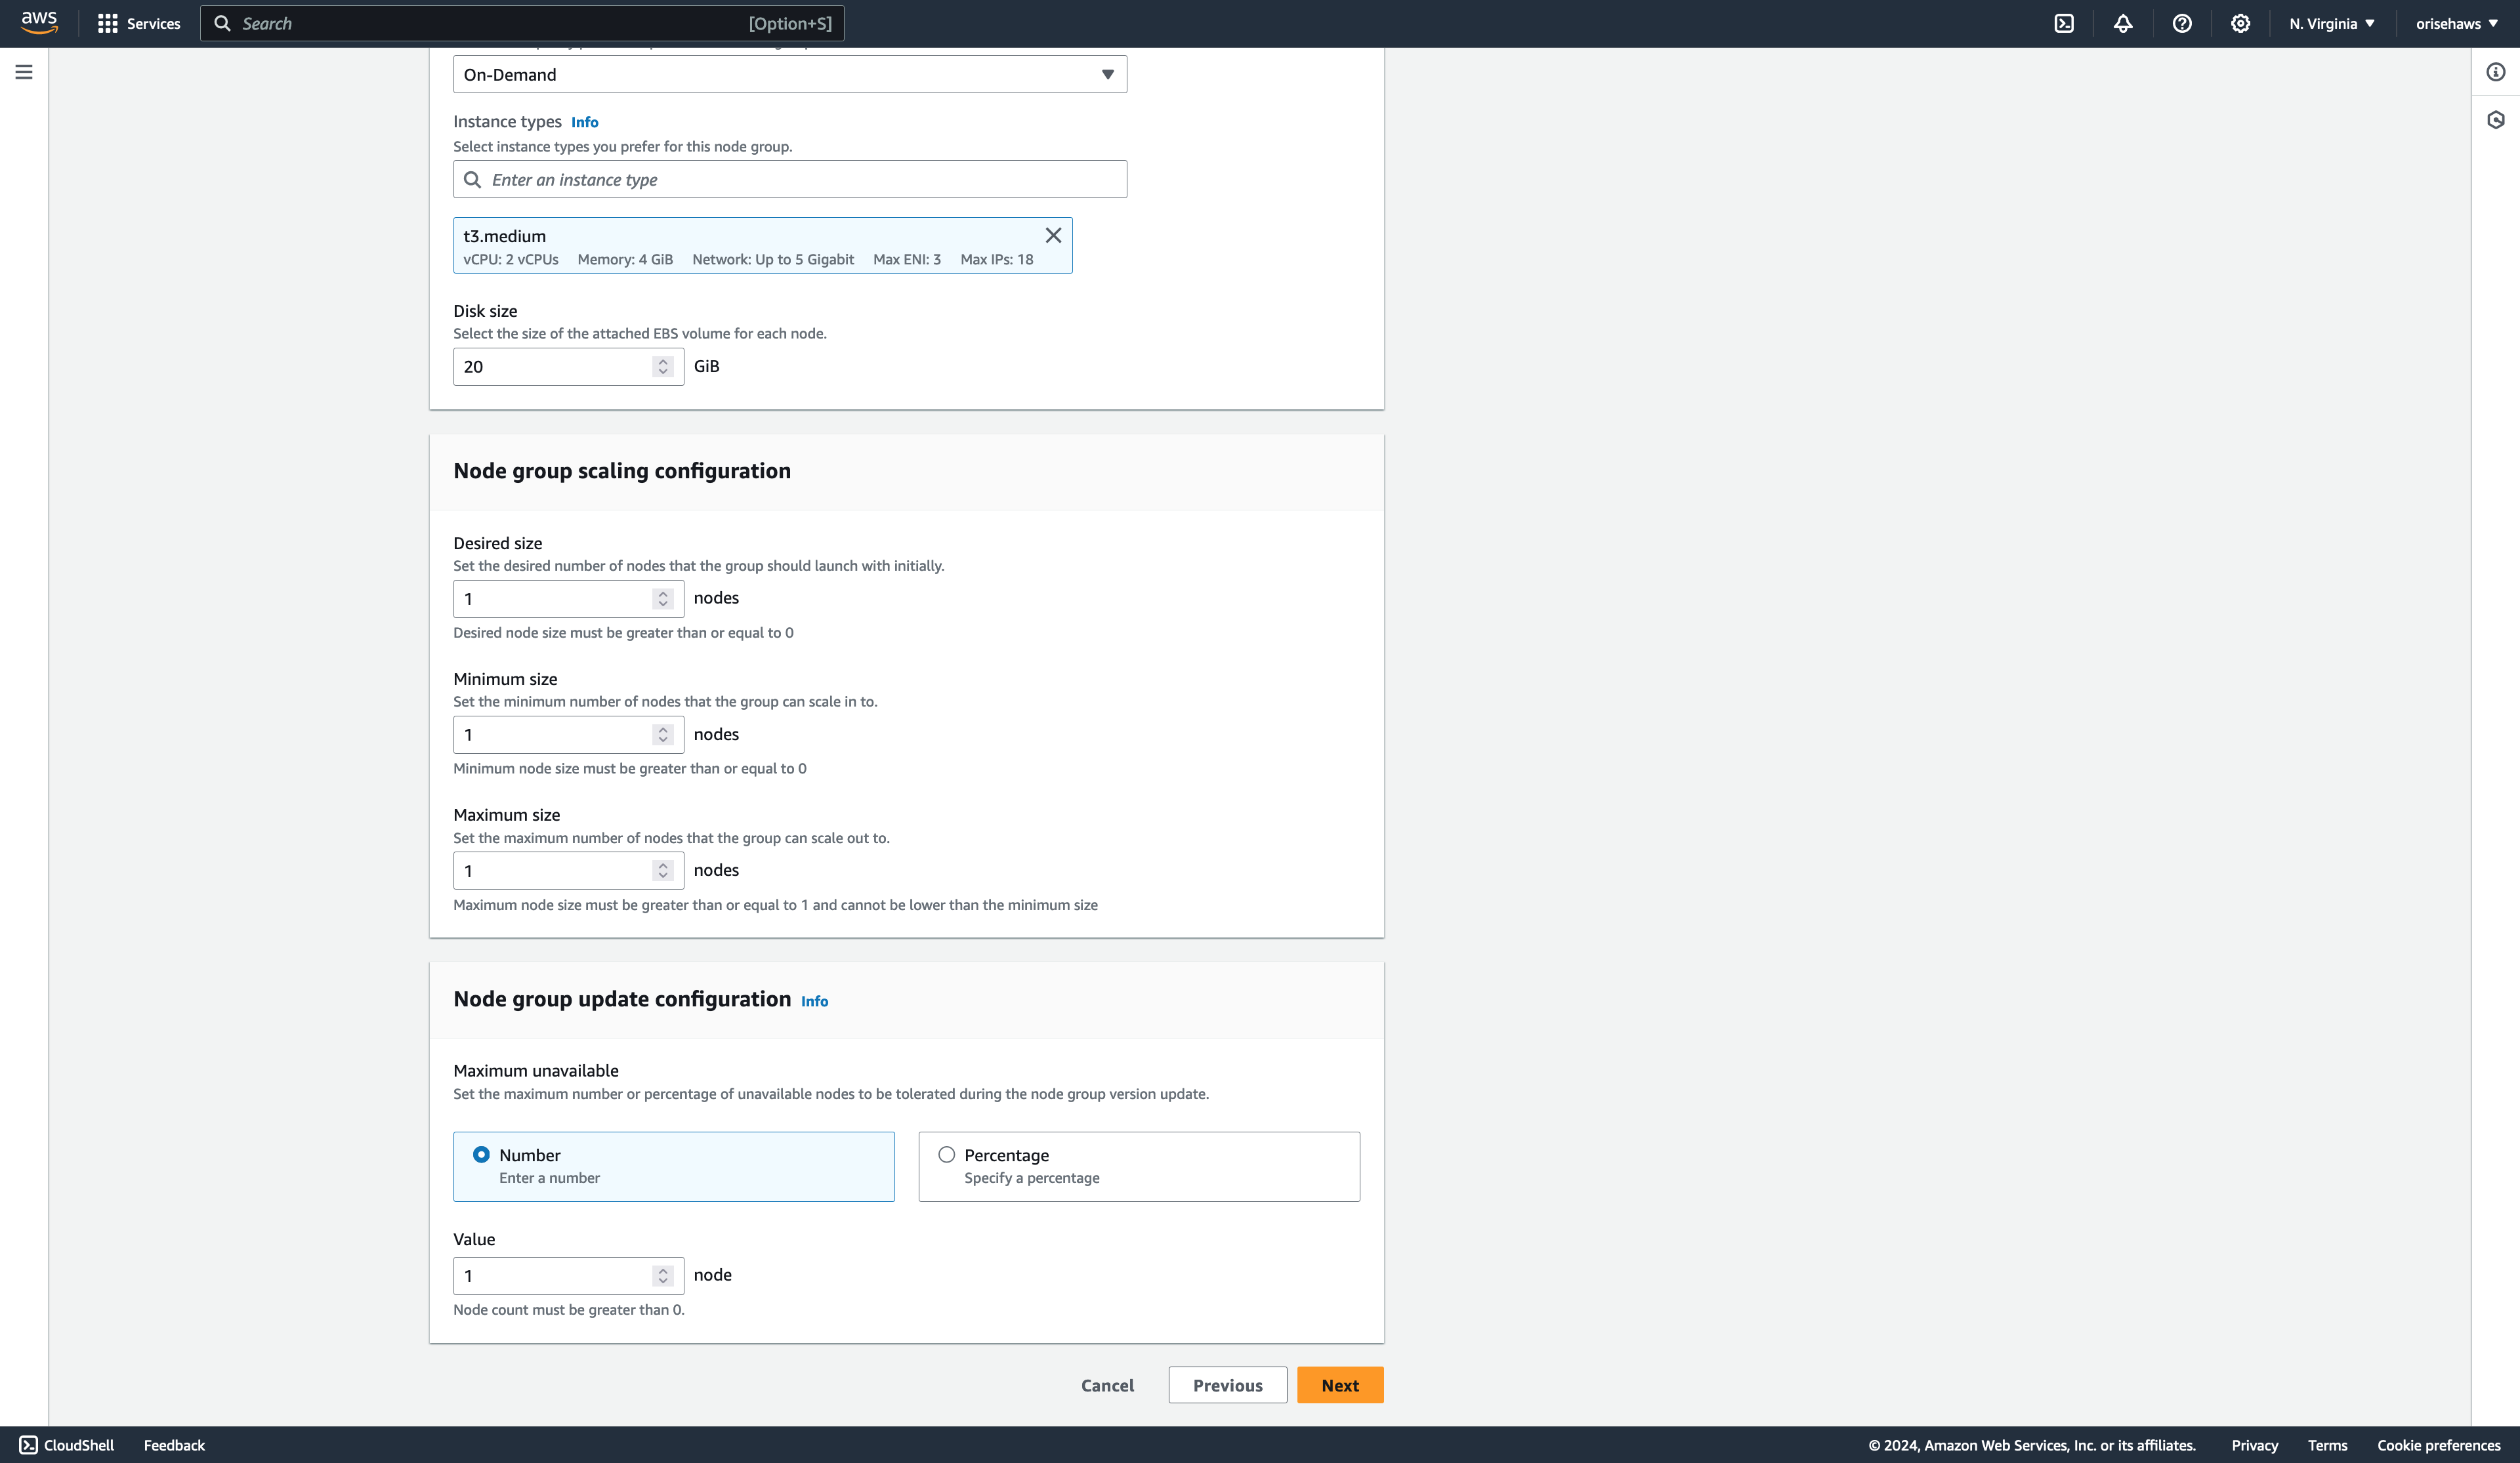 aws
Services
Search
[Option+S]
N. Virginia
orisehaws
On-Demand
Instance types Info
Select instance types you prefer for this node group.
Enter an instance type
t3.medium
vCPU: 2 vCPUs Memory: 4 GiB Network: Up to 5 Gigabit Max ENI: 3 Max IPs: 18
Disk size
Select the size of the attached EBS volume for each node.
20 GiB
Node group scaling configuration
Desired size
Set the desired number of nodes that the group should launch with initially.
1 nodes
Desired node size must be greater than or equal to 0
Minimum size
Set the minimum number of nodes that the group can scale in to.
1 nodes
Minimum node size must be greater than or equal to 0
Maximum size
Set the maximum number of nodes that the group can scale out to.
1 nodes
Maximum node size must be greater than or equal to 1 and cannot be lower than the minimum size
Node group update configuration Info
Maximum unavailable
Set the maximum number or percentage of unavailable nodes to be tolerated during the node group version update.
Number
Enter a number
Percentage
Specify a percentage
Value
1 node
Node count must be greater than 0.
Cancel
Previous
Next
CloudShell
Feedback
© 2024, Amazon Web Services, Inc. or its affiliates.
Privacy
Terms
Cookie preferences